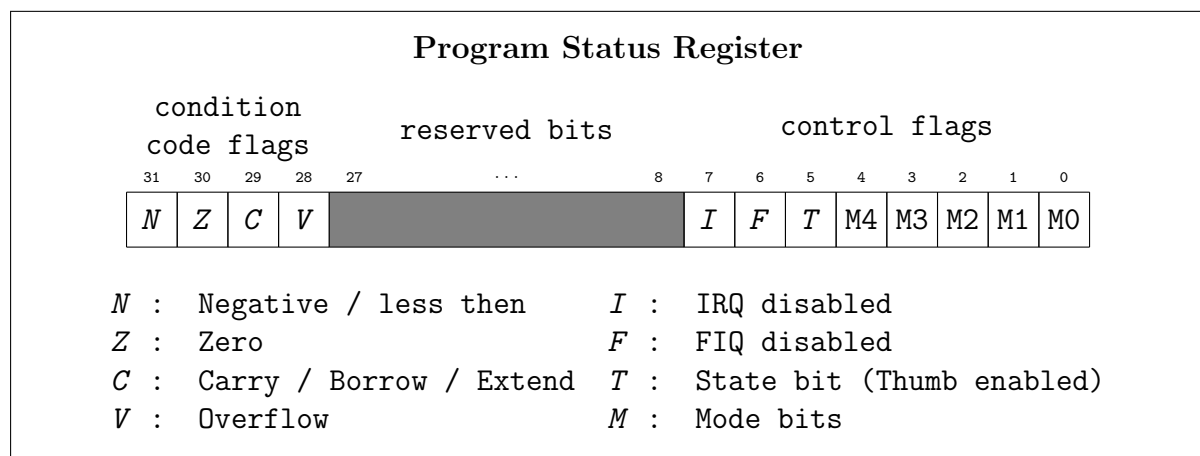 Program Status Register
condition
code flags
reserved bits
control flags
31 30 29 28 27 ... 8 7 6 5 4 3 2 1 0
N Z C V I F T M4 M3 M2 M1 M0
N : Negative / less then I : IRQ disabled
Z : Zero F : FIQ disabled
C : Carry / Borrow / Extend T : State bit (Thumb enabled)
V : Overflow M : Mode bits